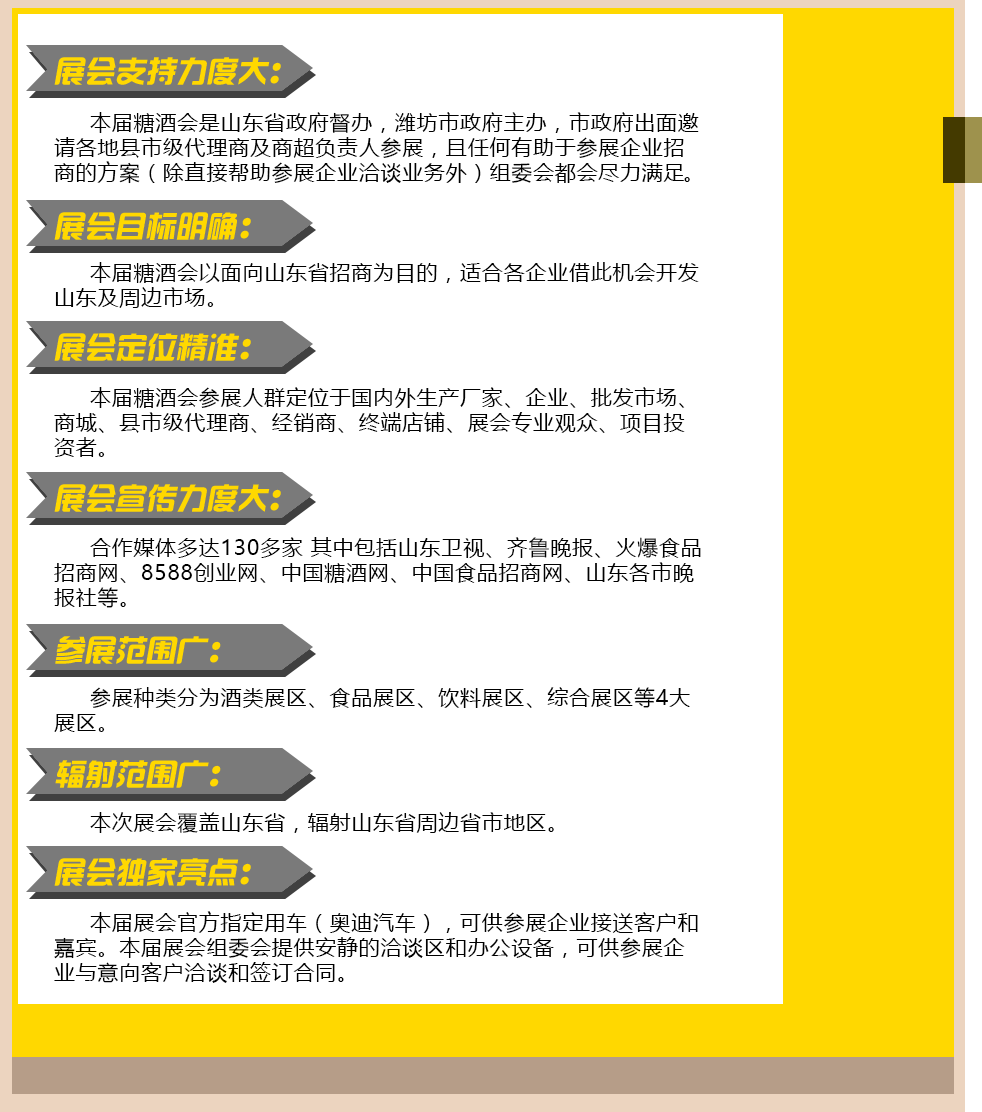 展会支持力度大：
本届糖酒会是山东省政府督办，潍坊市政府主办，市政府出面邀
请各地县市级代理商及商超负责人参展，且任何有助于参展企业招
商的方案（除直接帮助参展企业洽谈业务外）组委会都会尽力满足。
展会目标明确：
本届糖酒会以面向山东省招商为目的，适合各企业借此机会开发
山东及周边市场。
展会定位精准：
本届糖酒会参展人群定位于国内外生产厂家、企业、批发市场、
商城、县市级代理商、经销商、终端店铺、展会专业观众、项目投
资者。
展会宣传力度大：
合作媒体多达130多家 其中包括山东卫视、齐鲁晚报、火爆食品
招商网、8588创业网、中国糖酒网、中国食品招商网、山东各市晚
报社等。
参展范围广：
参展种类分为酒类展区、食品展区、饮料展区、综合展区等4大
展区。
辐射范围广：
本次展会覆盖山东省，辐射山东省周边省市地区。
展会独家亮点：
本届展会官方指定用车（奥迪汽车），可供参展企业接送客户和
嘉宾。本届展会组委会提供安静的洽谈区和办公设备，可供参展企
业与意向客户洽谈和签订合同。